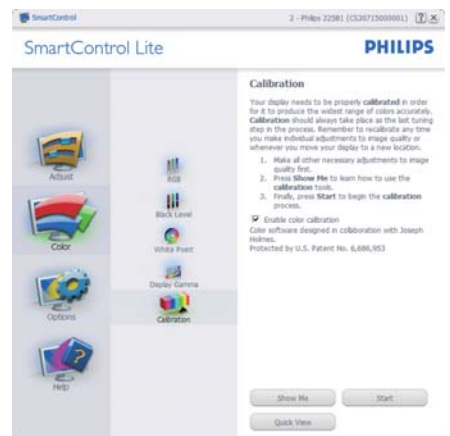 SmartControl
2 - Philips 225B1 (CS30715000001)
SmartControl Lite
PHILIPS
Adjust
Color
Options
Help
RGB
Black Level
White Point
Display Gamma
Calibration
Calibration
Your display needs to be properly calibrated in order
for it to produce the widest range of colors accurately.
Calibration should always take place as the last tuning
step in the process. Remember to recalibrate any time
you make individual adjustments to image quality or
whenever you move your display to a new location.
1. Make all other necessary adjustments to image
quality first.
2. Press Show Me to learn how to use the
calibration tools.
3. Finally, press Start to begin the calibration
process.
Enable color calibration
Color software designed in collaboration with Joseph
Holmes.
Protected by U.S. Patent No. 6,686,953
Show Me
Start
Quick View